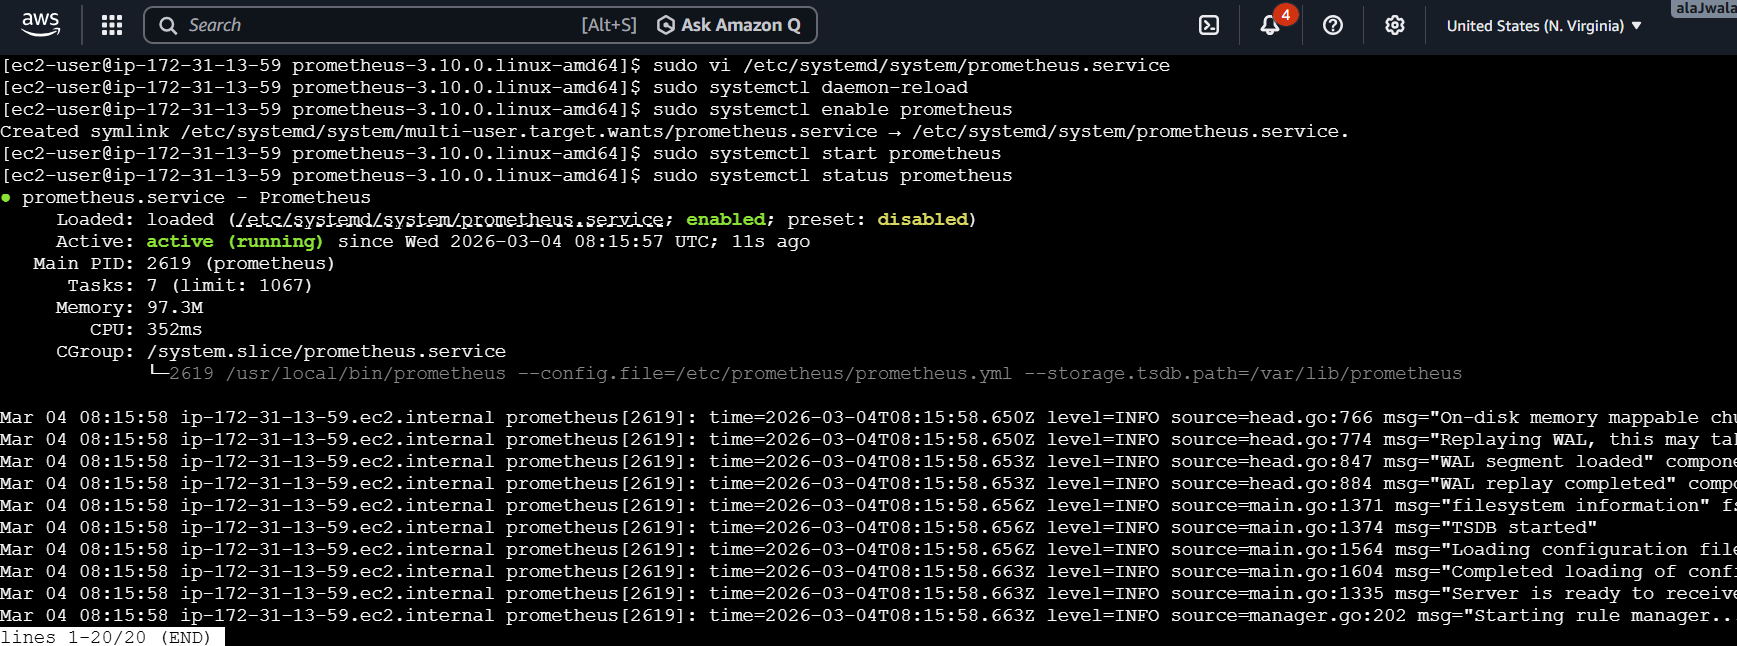 aws Search [Alt+S] Ask Amazon Q 4 United States (N. Virginia) ▼ alaJwala
[ec2-user@ip-172-31-13-59 prometheus-3.10.0.linux-amd64]$ sudo vi /etc/systemd/system/prometheus.service
[ec2-user@ip-172-31-13-59 prometheus-3.10.0.linux-amd64]$ sudo systemctl daemon-reload
[ec2-user@ip-172-31-13-59 prometheus-3.10.0.linux-amd64]$ sudo systemctl enable prometheus
Created symlink /etc/systemd/system/multi-user.target.wants/prometheus.service → /etc/systemd/system/prometheus.service.
[ec2-user@ip-172-31-13-59 prometheus-3.10.0.linux-amd64]$ sudo systemctl start prometheus
[ec2-user@ip-172-31-13-59 prometheus-3.10.0.linux-amd64]$ sudo systemctl status prometheus
● prometheus.service - Prometheus
Loaded: loaded (/etc/systemd/system/prometheus.service; enabled; preset: disabled)
Active: active (running) since Wed 2026-03-04 08:15:57 UTC; 11s ago
Main PID: 2619 (prometheus)
Tasks: 7 (limit: 1067)
Memory: 97.3M
CPU: 352ms
CGroup: /system.slice/prometheus.service
└─2619 /usr/local/bin/prometheus --config.file=/etc/prometheus/prometheus.yml --storage.tsdb.path=/var/lib/prometheus
Mar 04 08:15:58 ip-172-31-13-59.ec2.internal prometheus[2619]: time=2026-03-04T08:15:58.650Z level=INFO source=head.go:766 msg="On-disk memory mappable chu
Mar 04 08:15:58 ip-172-31-13-59.ec2.internal prometheus[2619]: time=2026-03-04T08:15:58.650Z level=INFO source=head.go:774 msg="Replaying WAL, this may tak
Mar 04 08:15:58 ip-172-31-13-59.ec2.internal prometheus[2619]: time=2026-03-04T08:15:58.653Z level=INFO source=head.go:847 msg="WAL segment loaded" compone
Mar 04 08:15:58 ip-172-31-13-59.ec2.internal prometheus[2619]: time=2026-03-04T08:15:58.653Z level=INFO source=head.go:884 msg="WAL replay completed" compo
Mar 04 08:15:58 ip-172-31-13-59.ec2.internal prometheus[2619]: time=2026-03-04T08:15:58.656Z level=INFO source=main.go:1371 msg="filesystem information" fs
Mar 04 08:15:58 ip-172-31-13-59.ec2.internal prometheus[2619]: time=2026-03-04T08:15:58.656Z level=INFO source=main.go:1374 msg="TSDB started"
Mar 04 08:15:58 ip-172-31-13-59.ec2.internal prometheus[2619]: time=2026-03-04T08:15:58.656Z level=INFO source=main.go:1564 msg="Loading configuration file
Mar 04 08:15:58 ip-172-31-13-59.ec2.internal prometheus[2619]: time=2026-03-04T08:15:58.663Z level=INFO source=main.go:1604 msg="Completed loading of confi
Mar 04 08:15:58 ip-172-31-13-59.ec2.internal prometheus[2619]: time=2026-03-04T08:15:58.663Z level=INFO source=main.go:1335 msg="Server is ready to receive
Mar 04 08:15:58 ip-172-31-13-59.ec2.internal prometheus[2619]: time=2026-03-04T08:15:58.663Z level=INFO source=manager.go:202 msg="Starting rule manager...
lines 1-20/20 (END)